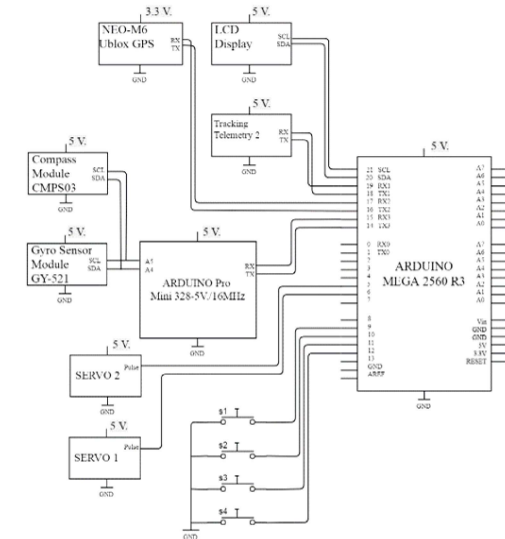 3.3 V.
NEO-M6
Ublox GPS
RX
TX
GND
5 V.
LCD
Display
SCL
SDA
GND
5 V.
Tracking
Telemetry 2
RX
TX
GND
5 V.
Compass
Module
CMPS03
SCL
SDA
GND
5 V.
Gyro Sensor
Module
GY-521
SCL
SDA
GND
5 V.
A5
A4
ARDUINO Pro
Mini 328-5V/16MHz
RX
TX
GND
5 V.
SERVO 2
Pulse
GND
5 V.
SERVO 1
Pulse
GND
s1
s2
s3
s4
GND
5 V.
ARDUINO
MEGA 2560 R3
21 SCL
20 SDA
19 RX1
18 TX1
17 RX2
16 TX2
15 RX3
14 TX3
0 RX0
1 TX0
2
3
4
5
6
7
8
9
10
11
12
13
GND
AREF
A7
A6
A5
A4
A3
A2
A1
A0
A7
A6
A5
A4
A3
A2
A1
A0
Vin
GND
GND
5V
3.3V
RESET
GND